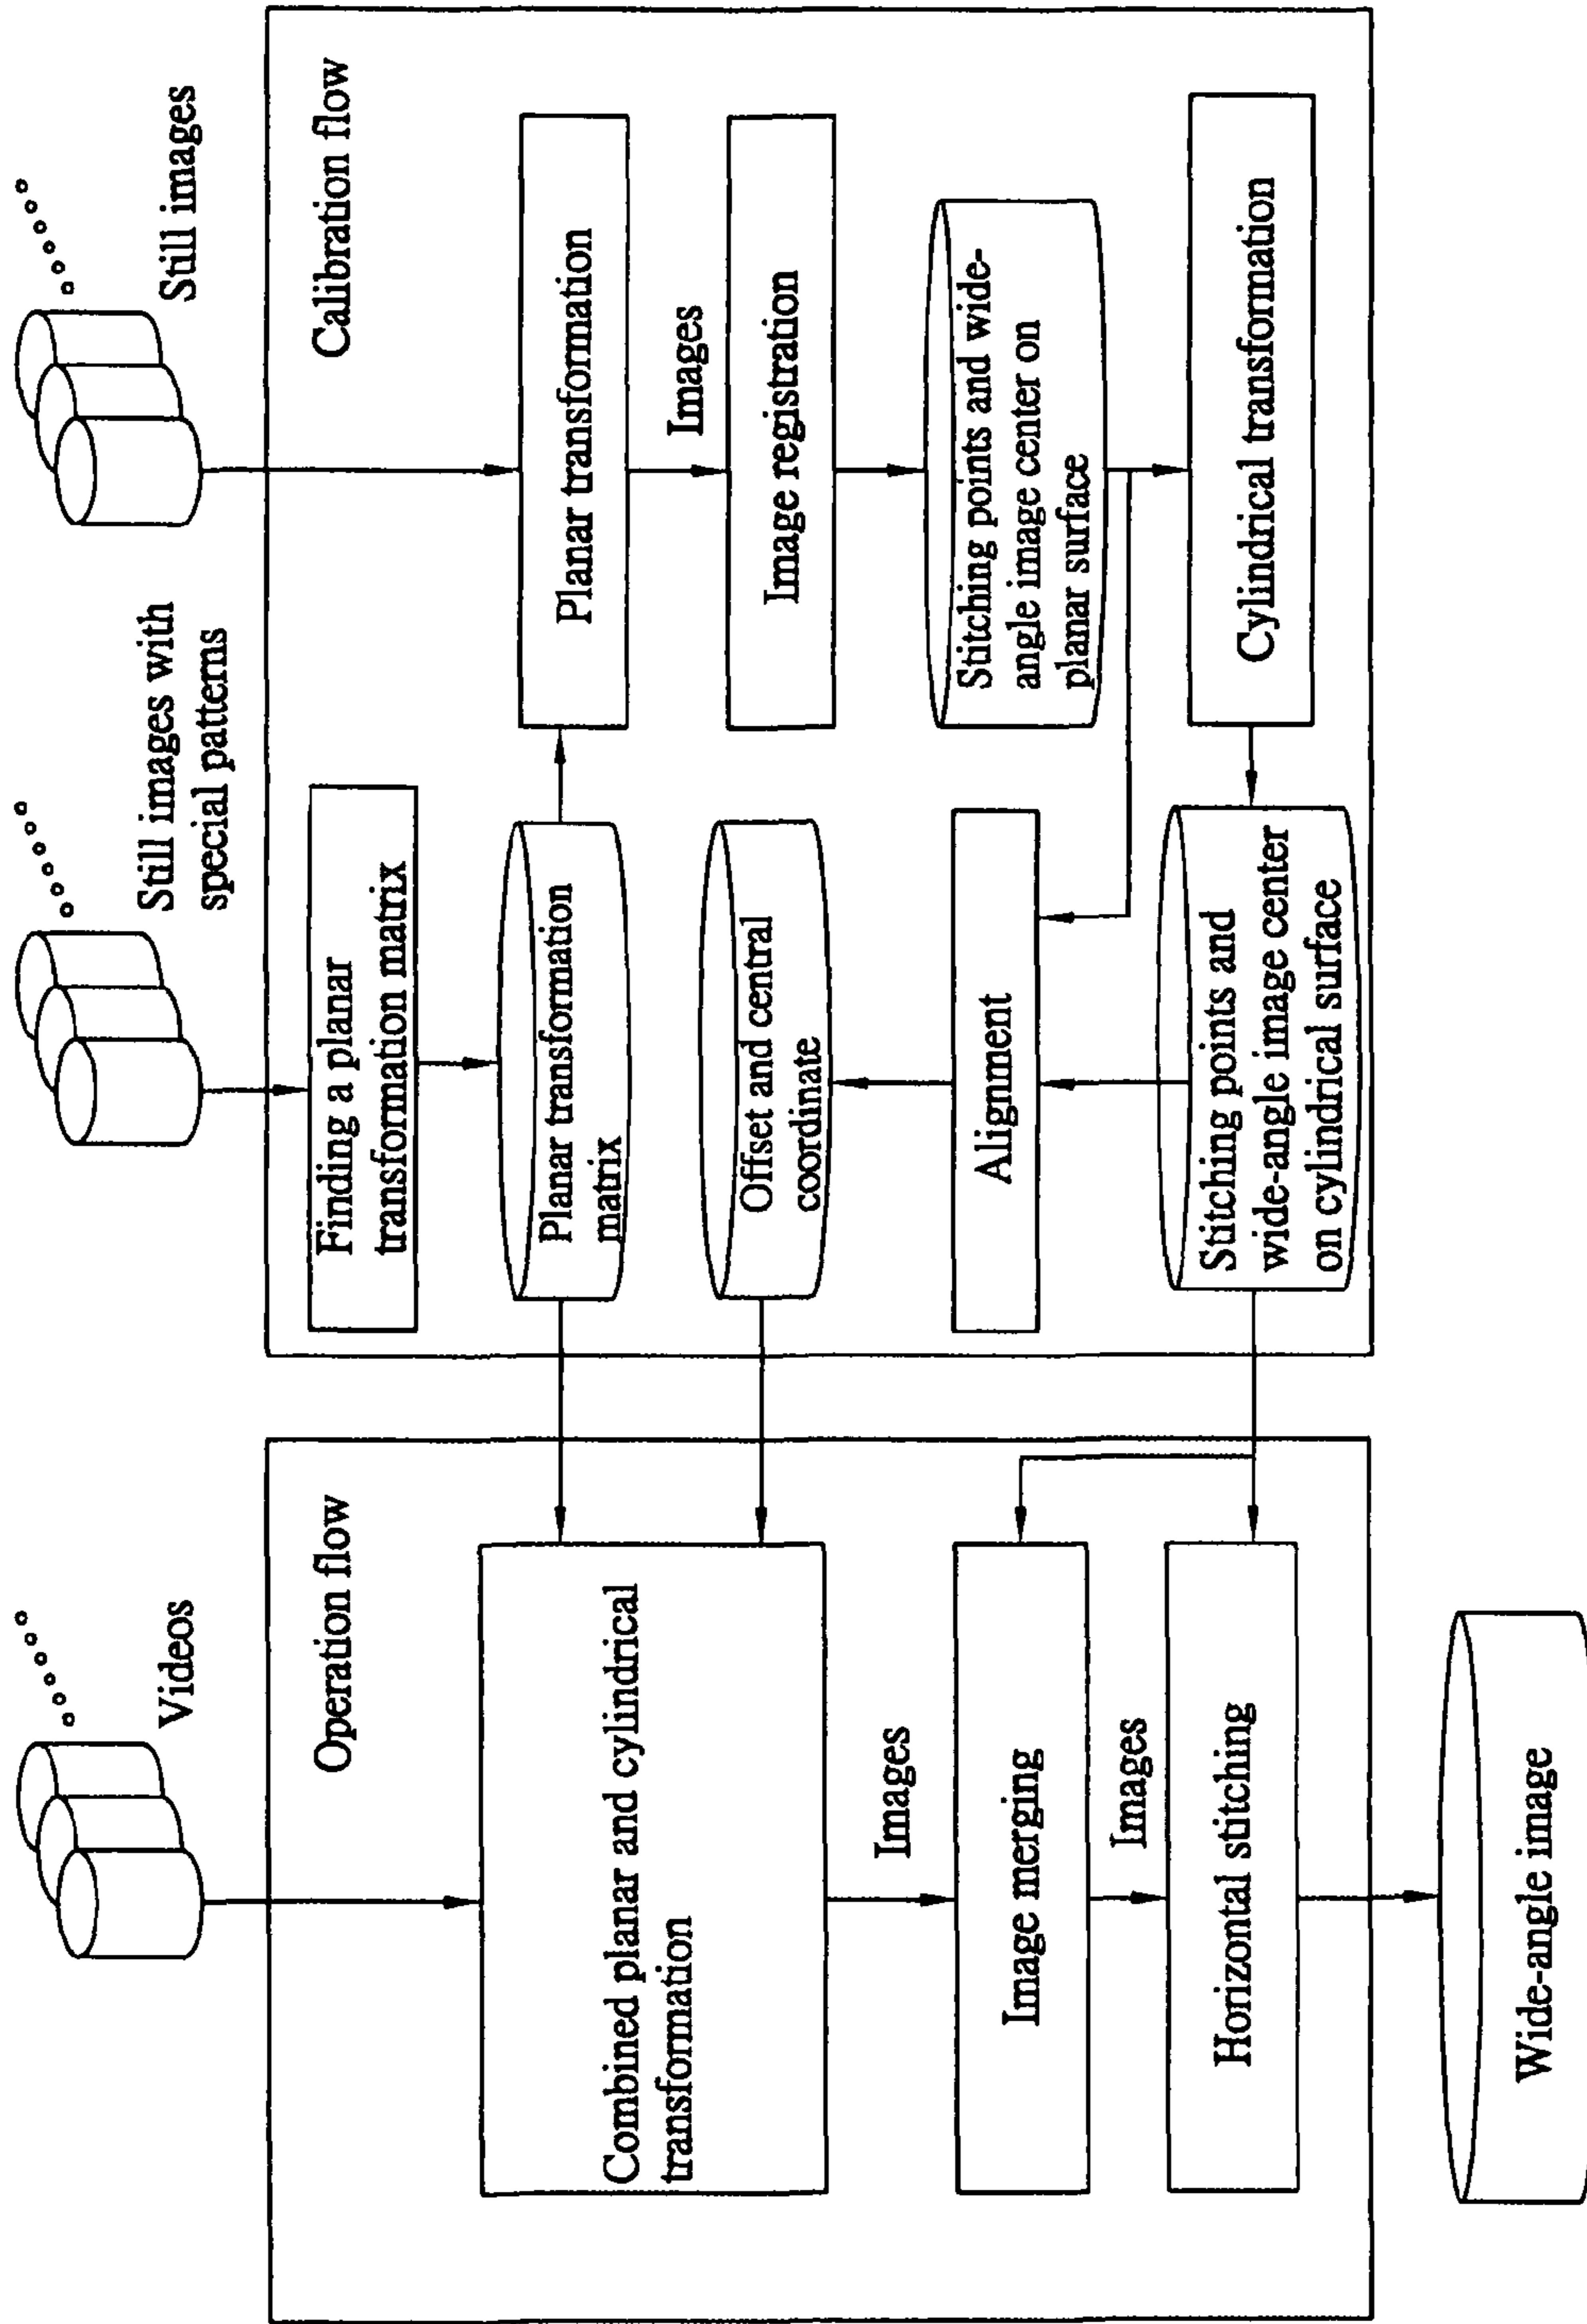 Videos
Operation flow
Combined planar and cylindrical
transformation
Images
Image merging
Images
Horizontal stitching
Wide-angle image
Still images with
special patterns
Still images
Calibration flow
Finding a planar
transformation matrix
Planar transformation
matrix
Offset and central
coordinate
Alignment
Stitching points and
wide-angle image center
on cylindrical surface
Planar transformation
Images
Image registration
Stitching points and wide-
angle image center on
planar surface
Cylindrical transformation